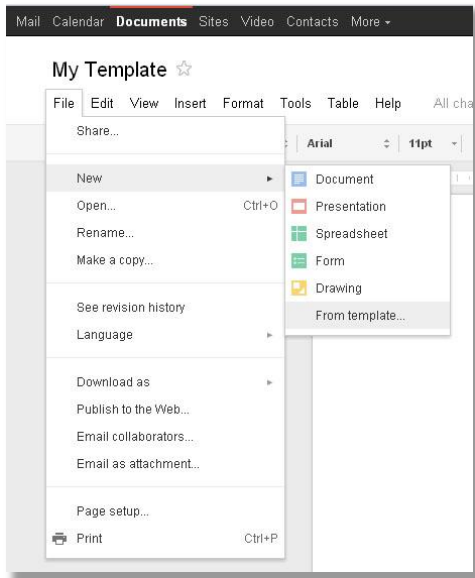 Mail Calendar Documents Sites Video Contacts More
My Template
File Edit View Insert Format Tools Table Help All cha
Share...
Arial 11pt
New
Document
Open... Ctrl+O
Presentation
Rename...
Spreadsheet
Make a copy...
Form
Drawing
See revision history
From template...
Language
Download as
Publish to the Web...
Email collaborators...
Email as attachment...
Page setup...
Print Ctrl+P